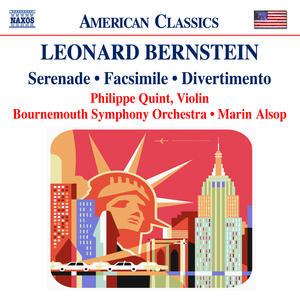 NAXOS
AMERICAN CLASSICS
LEONARD BERNSTEIN
Serenade • Facsimile • Divertimento
Philippe Quint, Violin
Bournemouth Symphony Orchestra • Marin Alsop